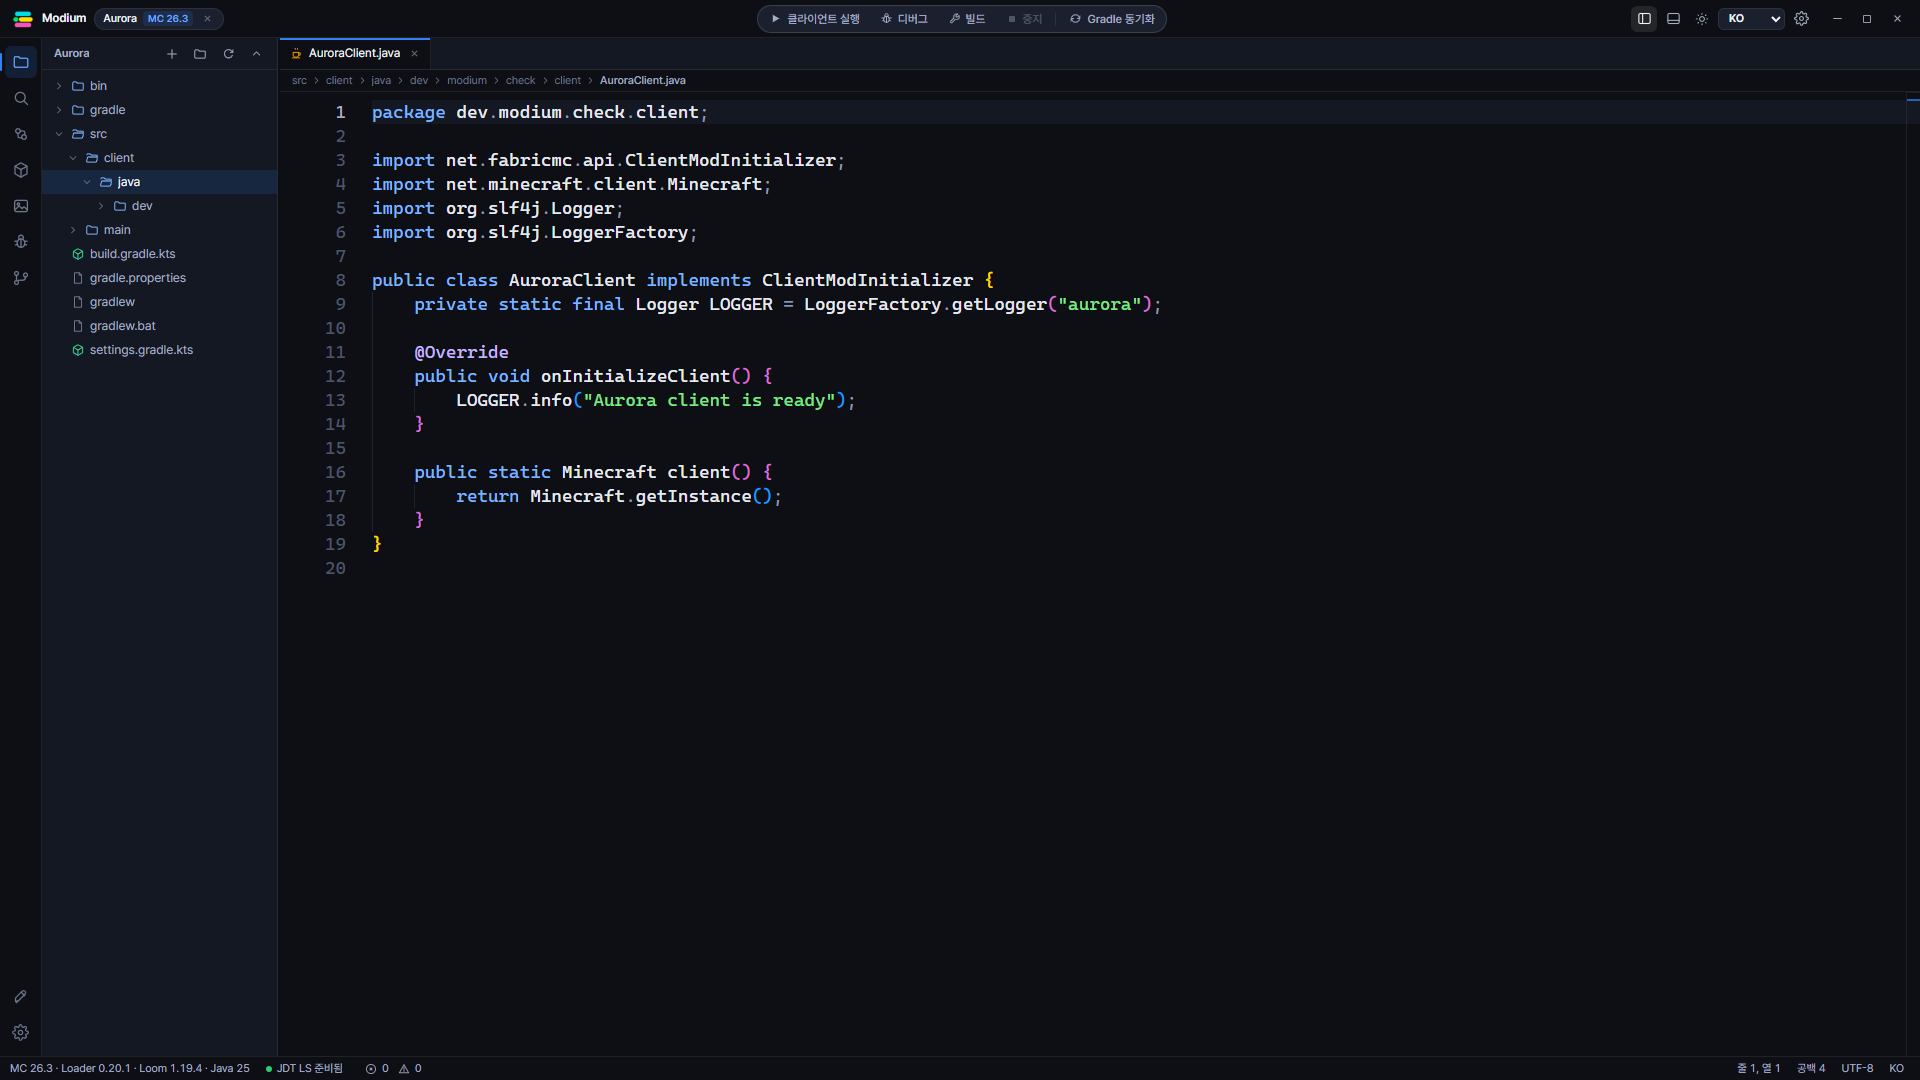 Modium Aurora MC 26.3
클라이언트 실행 디버그 빌드 중지 Gradle 동기화
KO
Aurora
bin
gradle
src
client
java
dev
main
build.gradle.kts
gradle.properties
gradlew
gradlew.bat
settings.gradle.kts
AuroraClient.java
src > client > java > dev > modium > check > client > AuroraClient.java
1 package dev.modium.check.client;
2
3 import net.fabricmc.api.ClientModInitializer;
4 import net.minecraft.client.Minecraft;
5 import org.slf4j.Logger;
6 import org.slf4j.LoggerFactory;
7
8 public class AuroraClient implements ClientModInitializer {
9     private static final Logger LOGGER = LoggerFactory.getLogger("aurora");
10
11     @Override
12     public void onInitializeClient() {
13         LOGGER.info("Aurora client is ready");
14     }
15
16     public static Minecraft client() {
17         return Minecraft.getInstance();
18     }
19 }
20
MC 26.3 · Loader 0.20.1 · Loom 1.19.4 · Java 25 JDT LS 준비됨 0 0
줄 1, 열 1 공백 4 UTF-8 KO